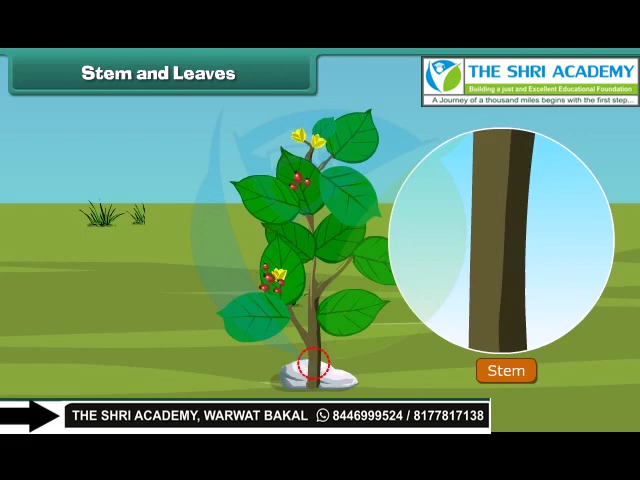 Stem and Leaves
THE SHRI ACADEMY
Building a just and Excellent Educational Foundation
A Journey of a thousand miles begins with the first step...
Stem
THE SHRI ACADEMY, WARWAT BAKAL 8446999524 / 8177817138